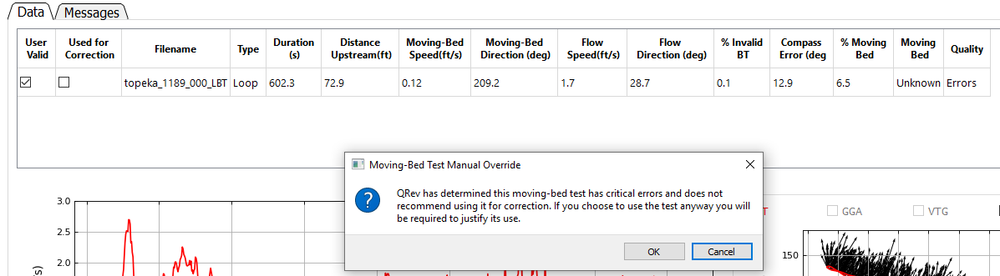 Data Messages
User Valid Used for Correction Filename Type Duration (s) Distance Upstream(ft) Moving-Bed Speed(ft/s) Moving-Bed Direction (deg) Flow Speed(ft/s) Flow Direction (deg) % Invalid BT Compass Error (deg % Moving Bed Moving Bed Quality
topeka_1189_000_LBT Loop 602.3 72.9 0.12 209.2 1.7 28.7 0.1 12.9 6.5 Unknown Errors
Moving-Bed Test Manual Override
QRev has determined this moving-bed test has critical errors and does not
recommend using it for correction. If you choose to use the test anyway you will
be required to justify its use.
OK Cancel
3.0
2.5
2.0
GGA VTG
150